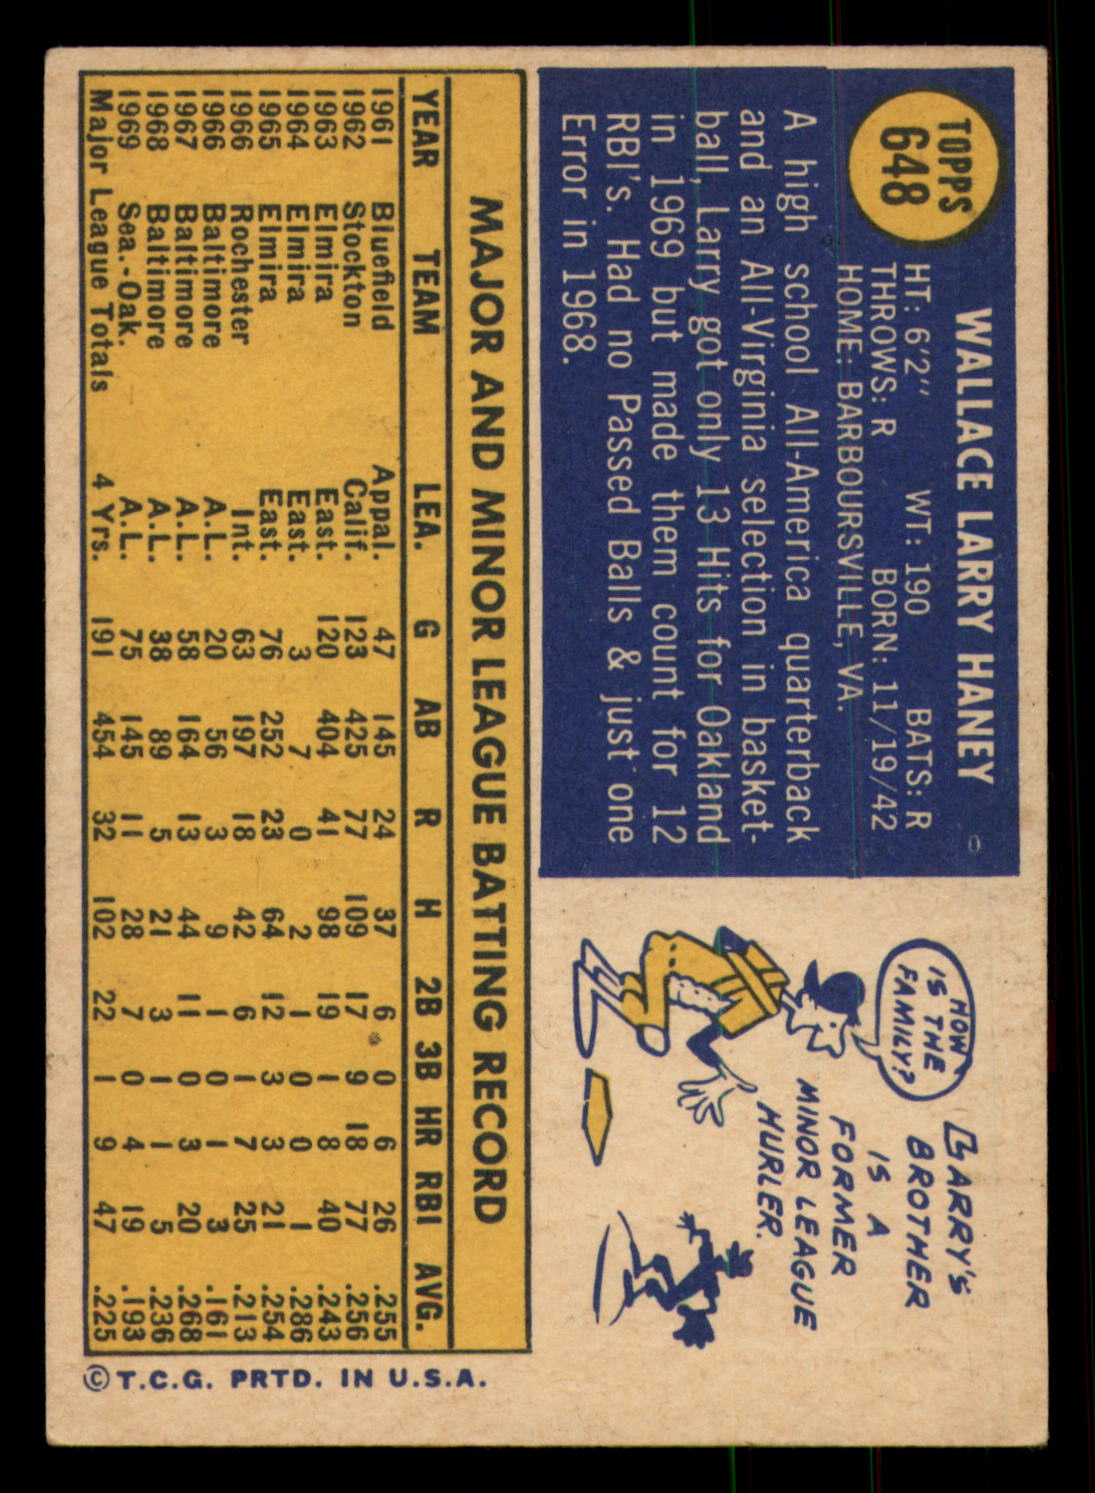 TOPPS
648
WALLACE LARRY HANEY
HT: 6'2" WT: 190 BATS: R
THROWS: R BORN: 11/19/42
HOME: BARBOURSVILLE, VA.
A high school All-America quarterback
and an All-Virginia selection in basket-
ball, Larry got only 13 Hits for Oakland
in 1969 but made them count for 12
RBI's. Had no Passed Balls & just one
Error in 1968.
HOW
IS THE
FAMILY?
LARRY'S
BROTHER
IS A
FORMER
MINOR LEAGUE
HURLER.
MAJOR AND MINOR LEAGUE BATTING RECORD
YEAR TEAM LEA. G AB R H 2B 3B HR RBI AVG.
1961 Bluefield Appal. 47 145 24 37 6 0 6 26 .255
1962 Stockton Calif. 123 425 77 109 17 9 18 77 .256
1963 Elmira East. 120 404 41 98 19 1 8 40 .243
1964 Elmira East. 3 7 0 2 1 0 0 1 .286
1965 Elmira East. 76 252 23 64 12 3 3 21 .254
1966 Rochester Int. 63 197 18 42 6 1 7 25 .213
1966 Baltimore A.L. 20 56 3 9 1 0 1 3 .161
1967 Baltimore A.L. 58 164 13 44 11 0 3 20 .268
1968 Baltimore A.L. 38 89 5 21 3 1 1 5 .236
1969 Sea.-Oak. A.L. 75 145 11 28 7 0 4 19 .193
Major League Totals 4 Yrs. 191 454 32 102 22 1 9 47 .225
© T.C.G. PRTD. IN U.S.A.